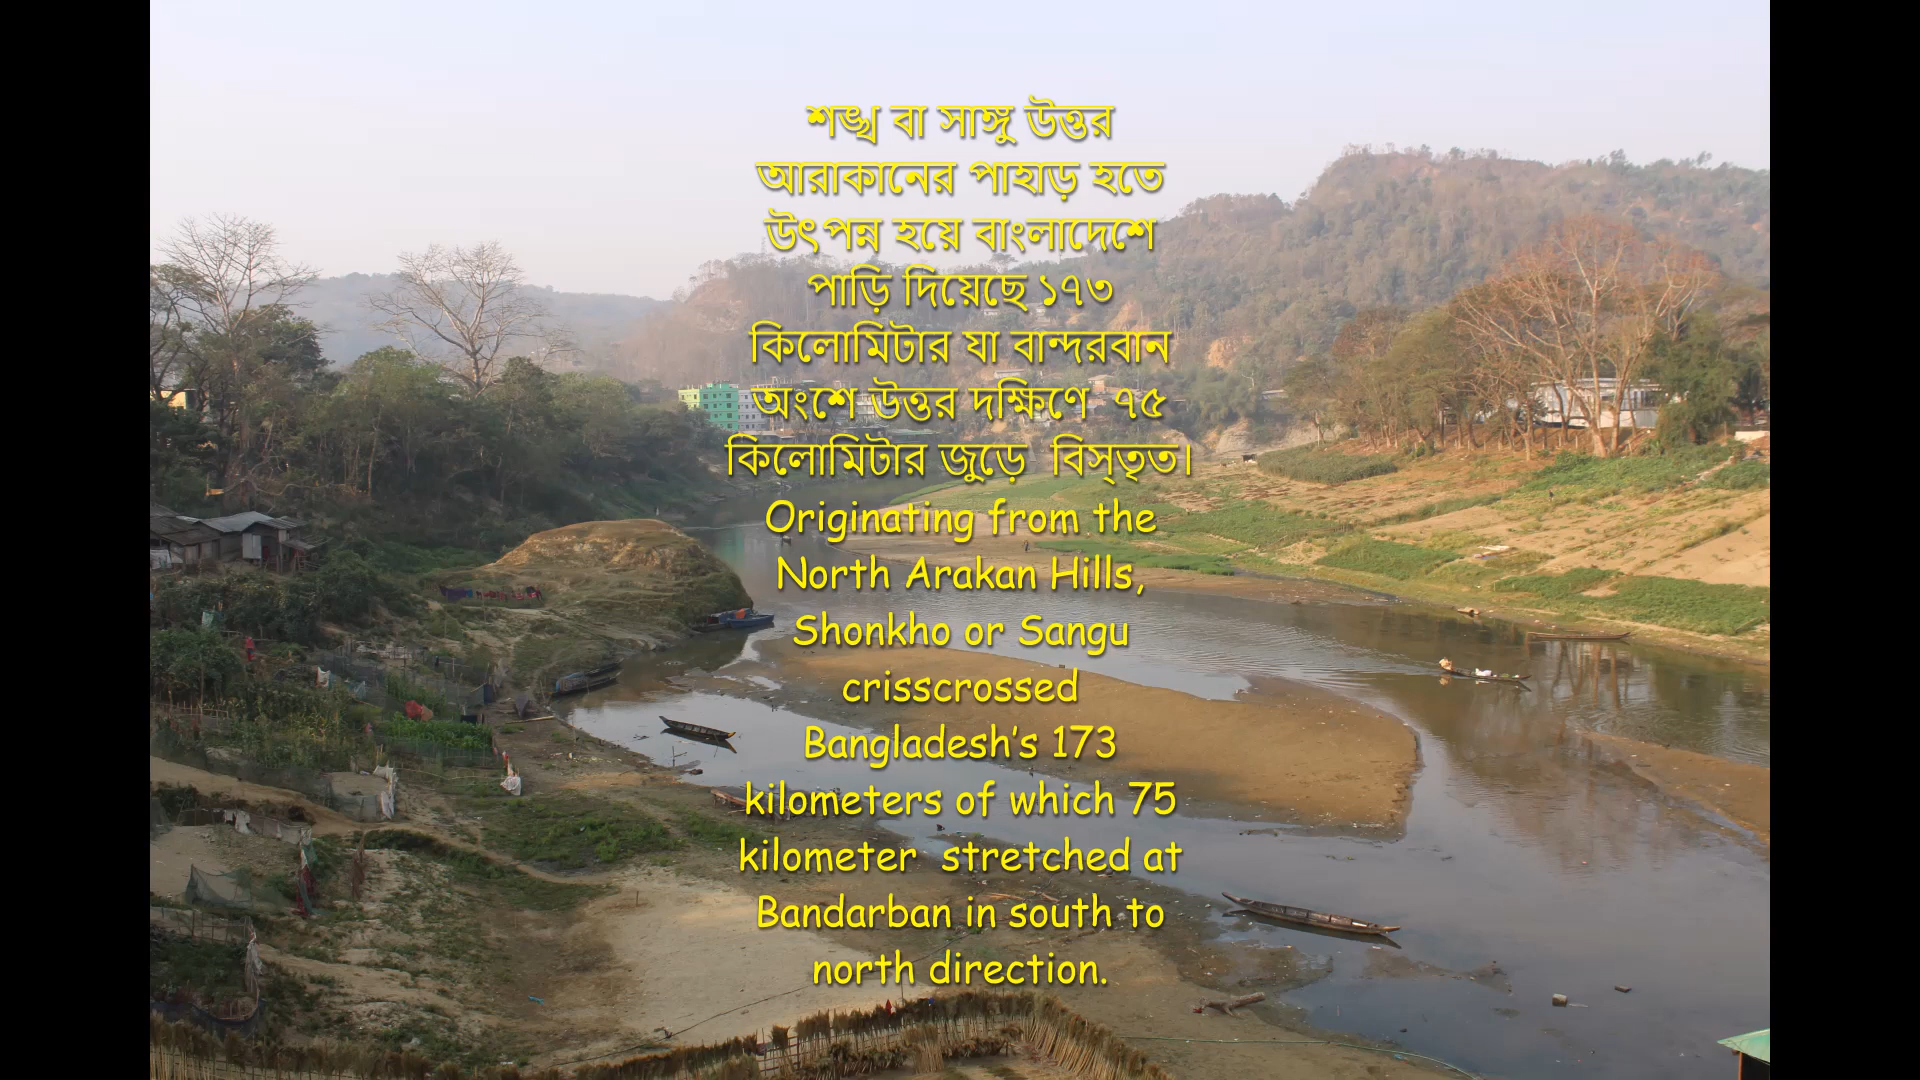 শঙ্খ বা সাঙ্গু উত্তর
আরাকানের পাহাড় হতে
উৎপন্ন হয়ে বাংলাদেশে
পাড়ি দিয়েছে ১৭৩
কিলোমিটার যা বান্দরবান
অংশে উত্তর দক্ষিণে  ৭৫
কিলোমিটার জুড়ে  বিস্‌তৃত।
Originating from the
North Arakan Hills,
Shonkho or Sangu
crisscrossed
Bangladesh’s 173
kilometers of which 75
kilometer  stretched at
Bandarban in south to
north direction.